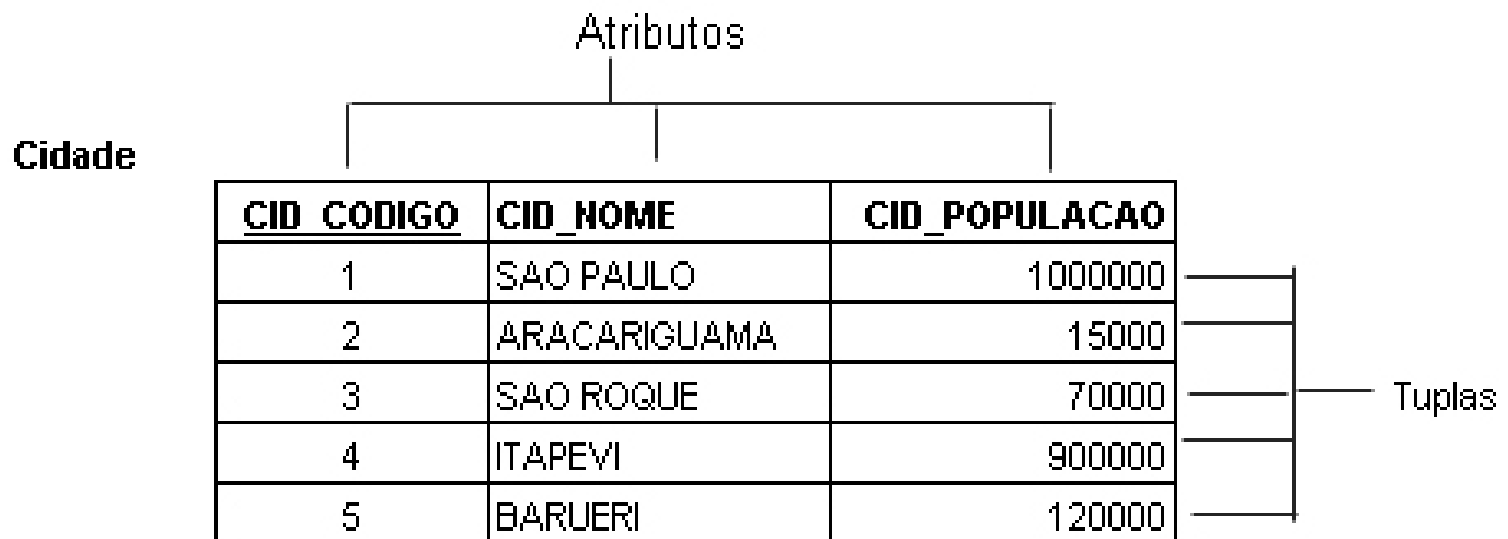 Atributos
Cidade
CID_CODIGO CID_NOME CID_POPULACAO
1 SAO PAULO 1000000
2 ARACARIGUAMA 15000
3 SAO ROQUE 70000
4 ITAPEVI 900000
5 BARUERI 120000
Tuplas